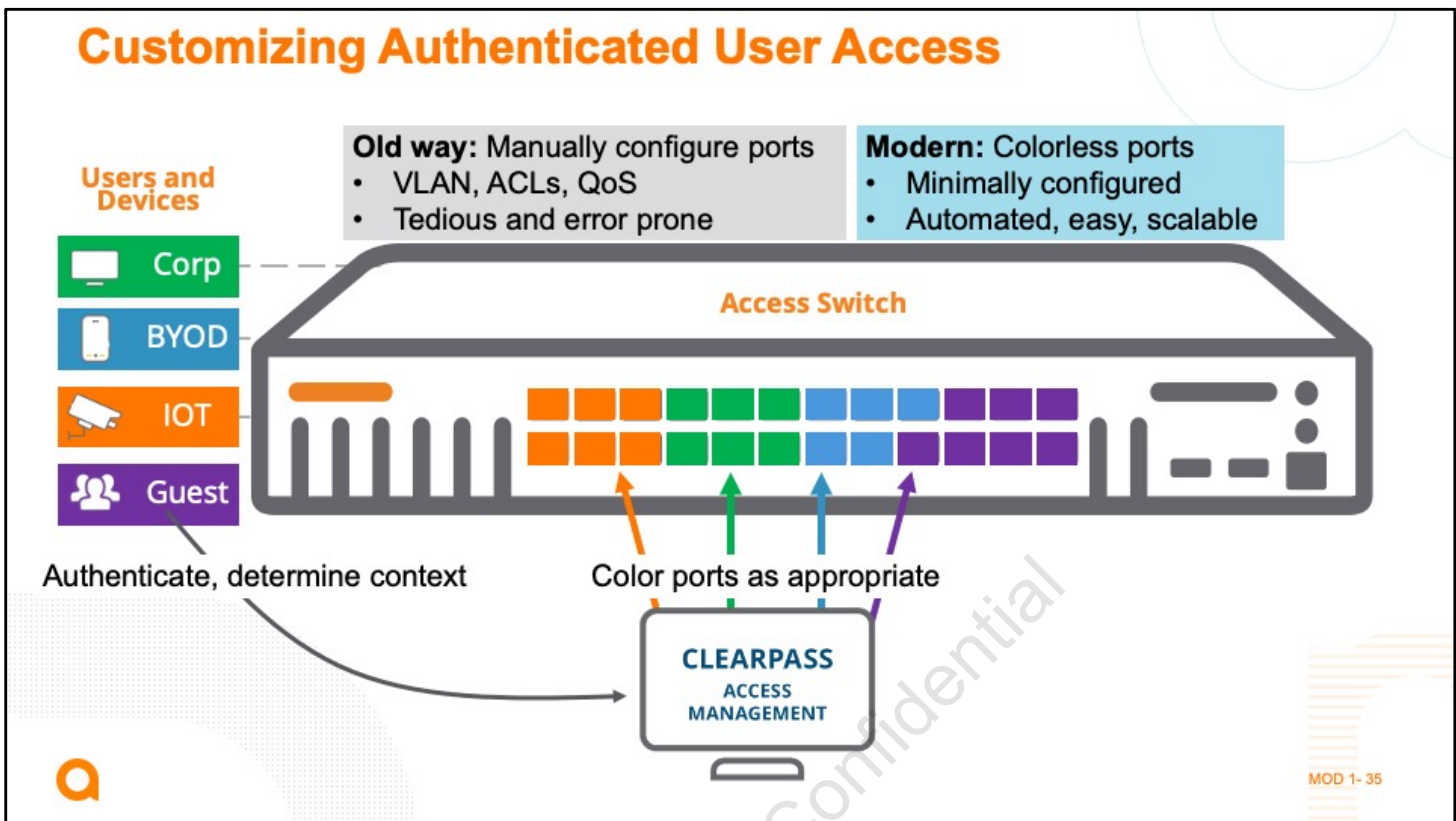 Customizing Authenticated User Access
Old way: Manually configure ports
• VLAN, ACLs, QoS
• Tedious and error prone
Modern: Colorless ports
• Minimally configured
• Automated, easy, scalable
Users and
Devices
Corp
BYOD
IOT
Guest
Access Switch
Authenticate, determine context
Color ports as appropriate
CLEARPASS
ACCESS
MANAGEMENT
Confidential
MOD 1- 35